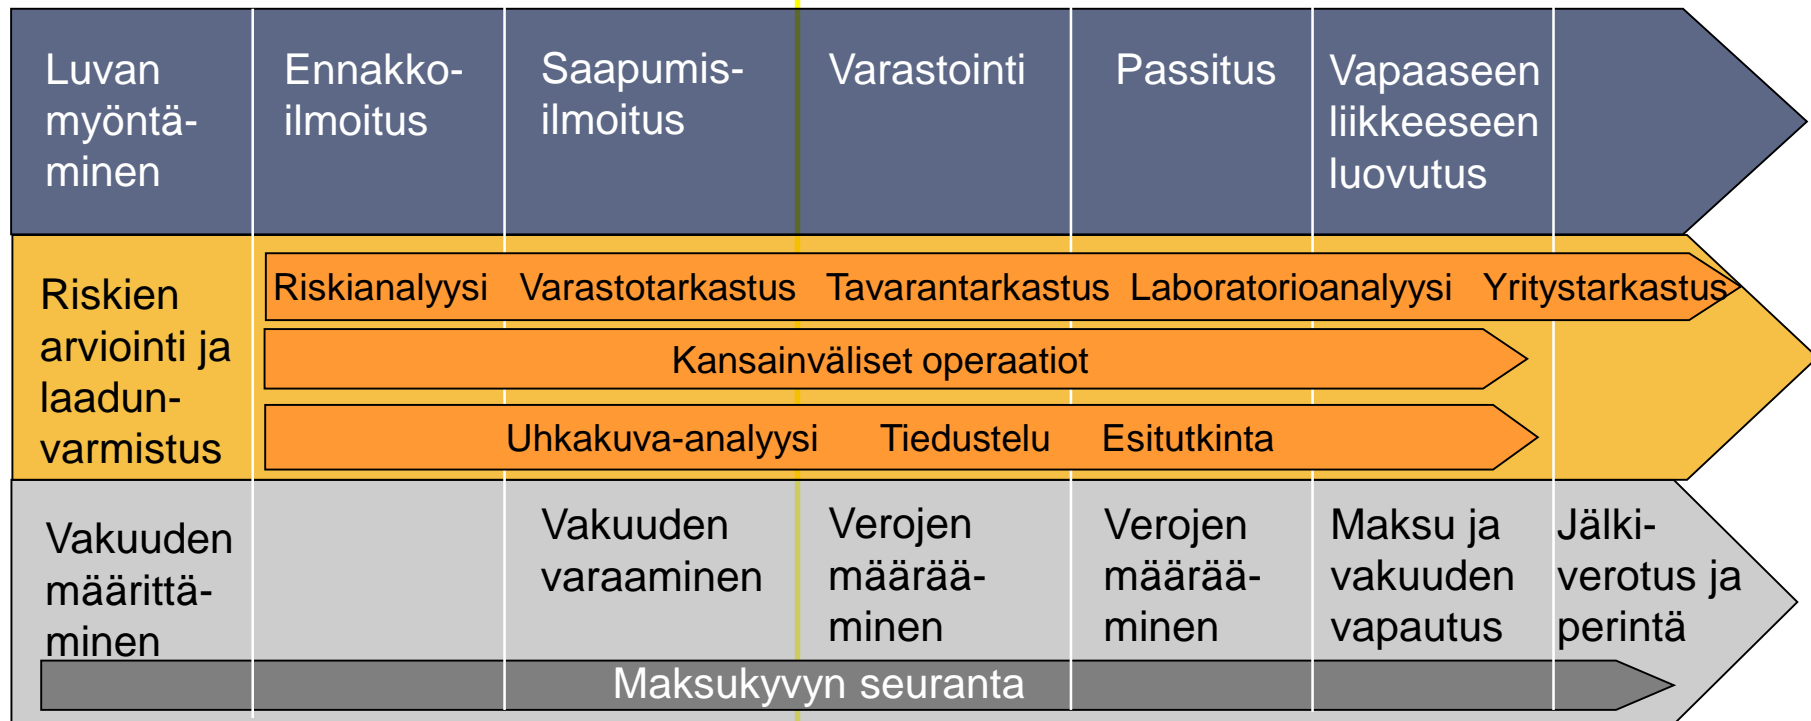 Luvan
myöntä-
minen
Ennakko-
ilmoitus
Saapumis-
ilmoitus
Varastointi
Passitus
Vapaaseen
liikkeeseen
luovutus
Riskien
arviointi ja
laadun-
varmistus
Riskianalyysi Varastotarkastus Tavarantarkastus Laboratorioanalyysi Yritystarkastus
Kansainväliset operaatiot
Uhkakuva-analyysi Tiedustelu Esitutkinta
Vakuuden
määrittä-
minen
Vakuuden
varaaminen
Verojen
määrää-
minen
Verojen
määrää-
minen
Maksu ja
vakuuden
vapautus
Jälki-
verotus ja
perintä
Maksukyvyn seuranta